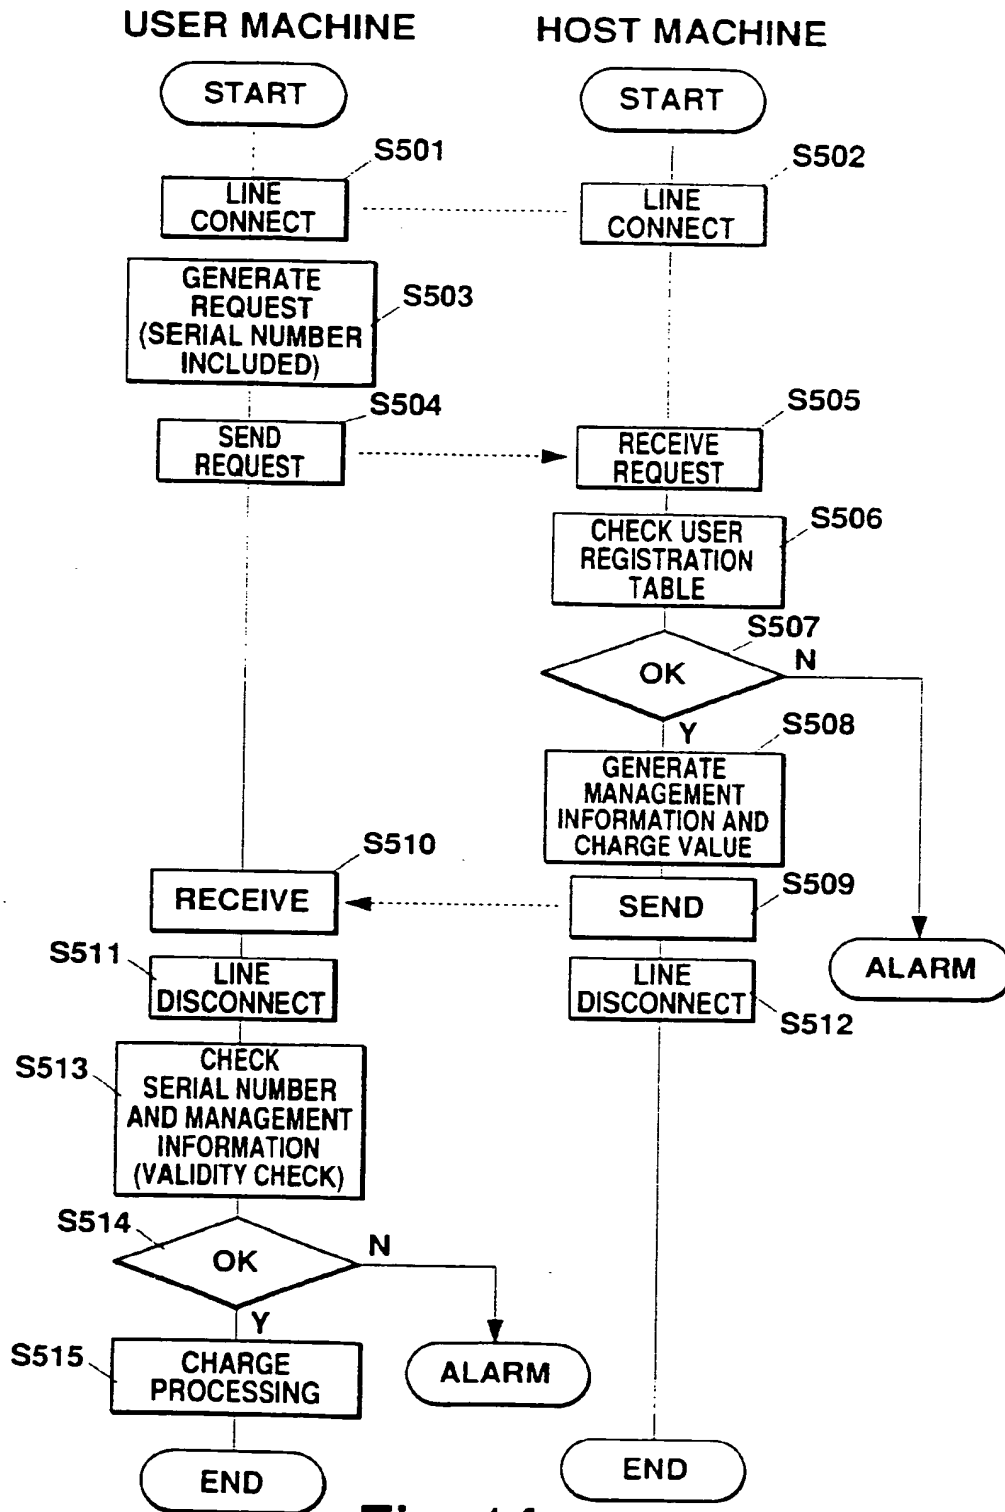 USER MACHINE
HOST MACHINE
START
START
S501
S502
LINE
CONNECT
LINE
CONNECT
GENERATE
REQUEST
(SERIAL NUMBER
INCLUDED)
S503
S504
S505
SEND
REQUEST
RECEIVE
REQUEST
S506
CHECK USER
REGISTRATION
TABLE
S507
OK
N
Y
S508
GENERATE
MANAGEMENT
INFORMATION AND
CHARGE VALUE
S510
S509
RECEIVE
SEND
S511
LINE
DISCONNECT
LINE
DISCONNECT
S512
ALARM
S513
CHECK
SERIAL NUMBER
AND MANAGEMENT
INFORMATION
(VALIDITY CHECK)
S514
OK
N
Y
S515
CHARGE
PROCESSING
ALARM
END
END